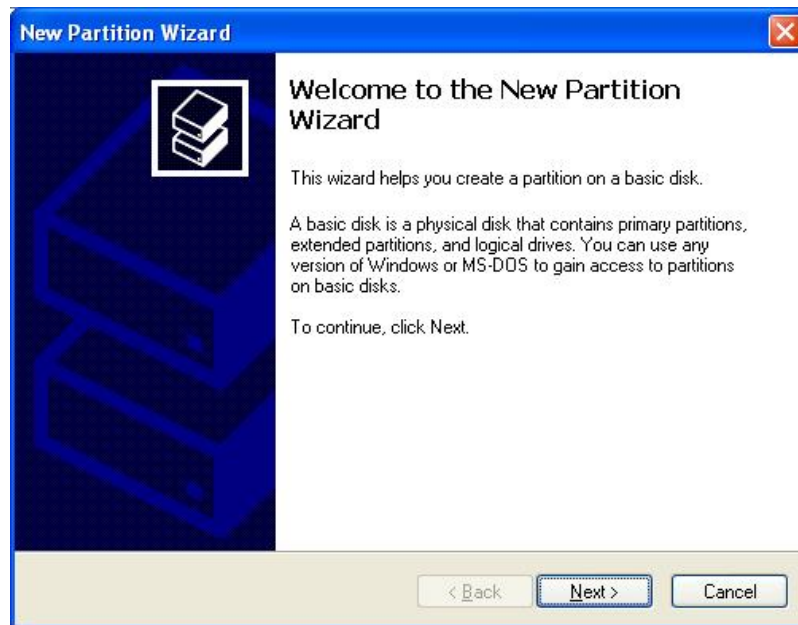 New Partition Wizard
Welcome to the New Partition
Wizard
This wizard helps you create a partition on a basic disk.
A basic disk is a physical disk that contains primary partitions,
extended partitions, and logical drives. You can use any
version of Windows or MS-DOS to gain access to partitions
on basic disks.
To continue, click Next.
< Back Next > Cancel